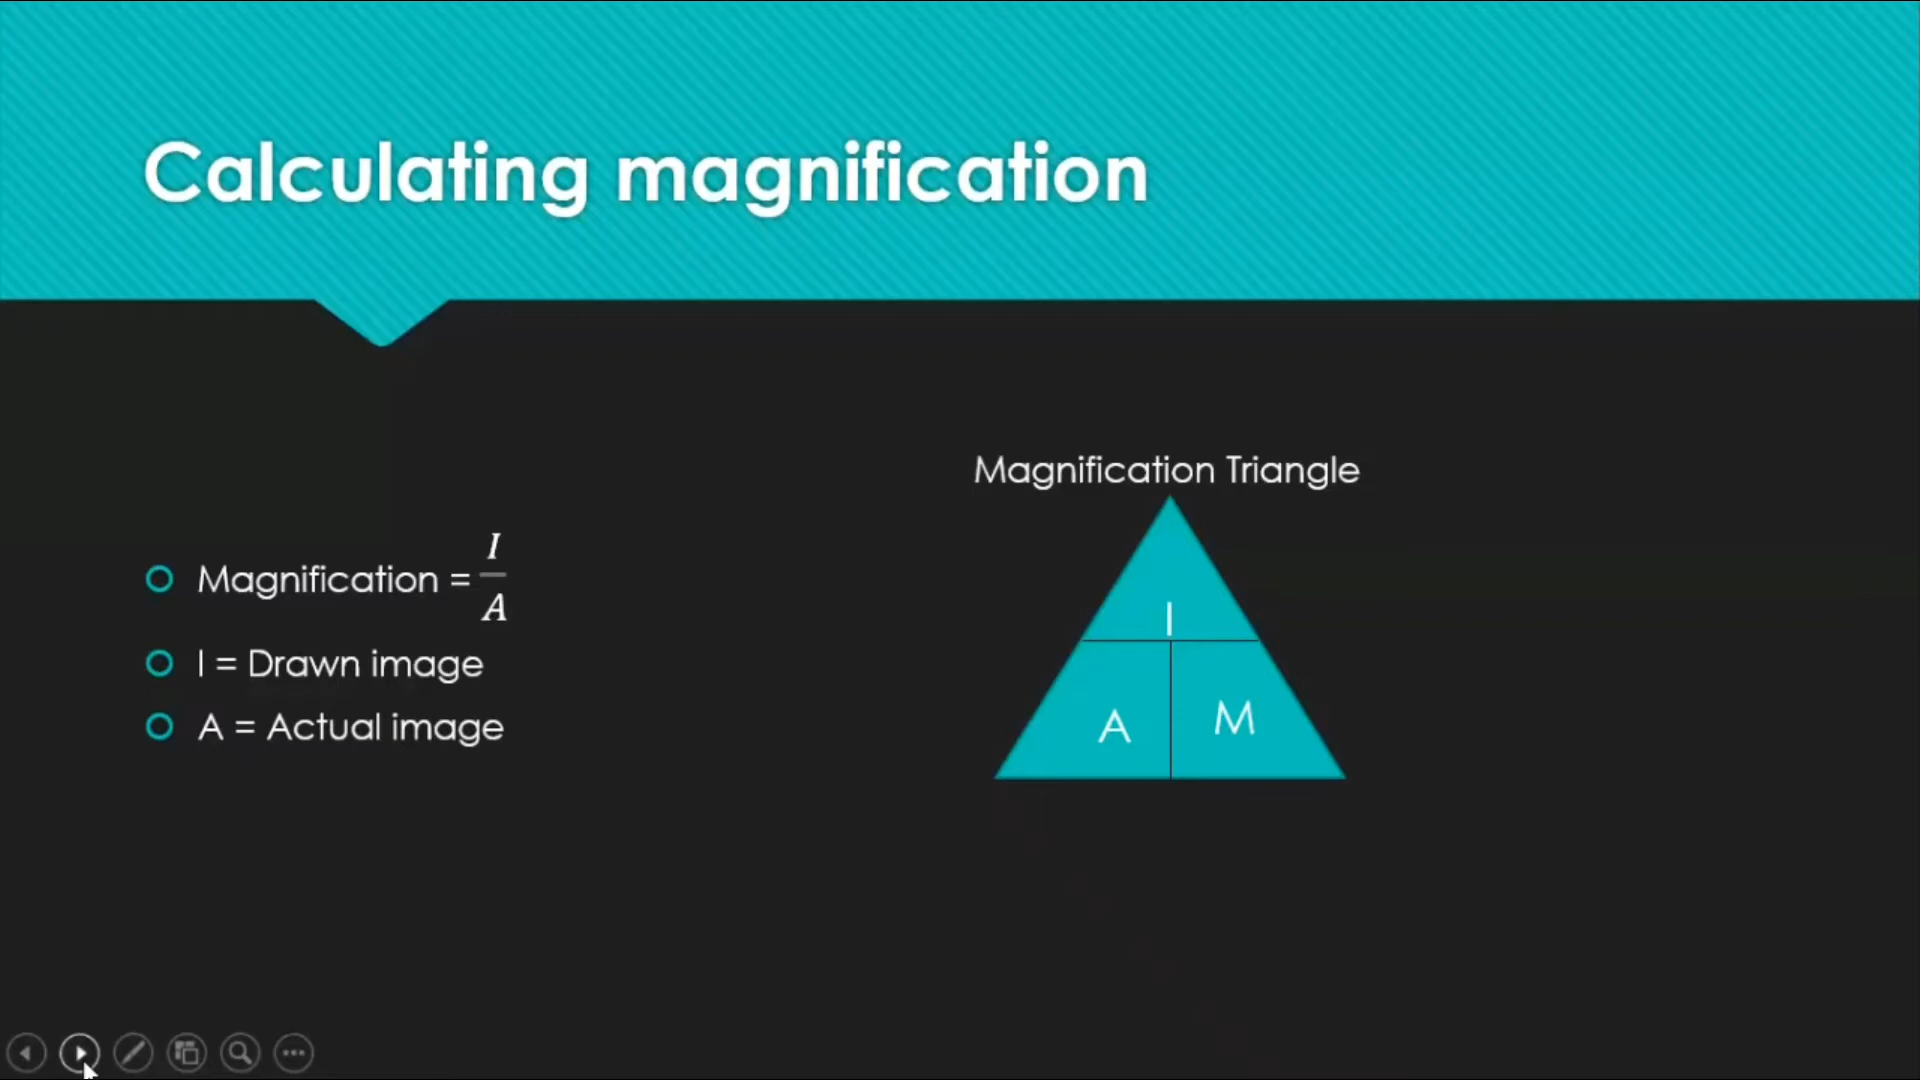 Calculating magnification
Magnification = I/A
I = Drawn image
A = Actual image
Magnification Triangle
I
A M